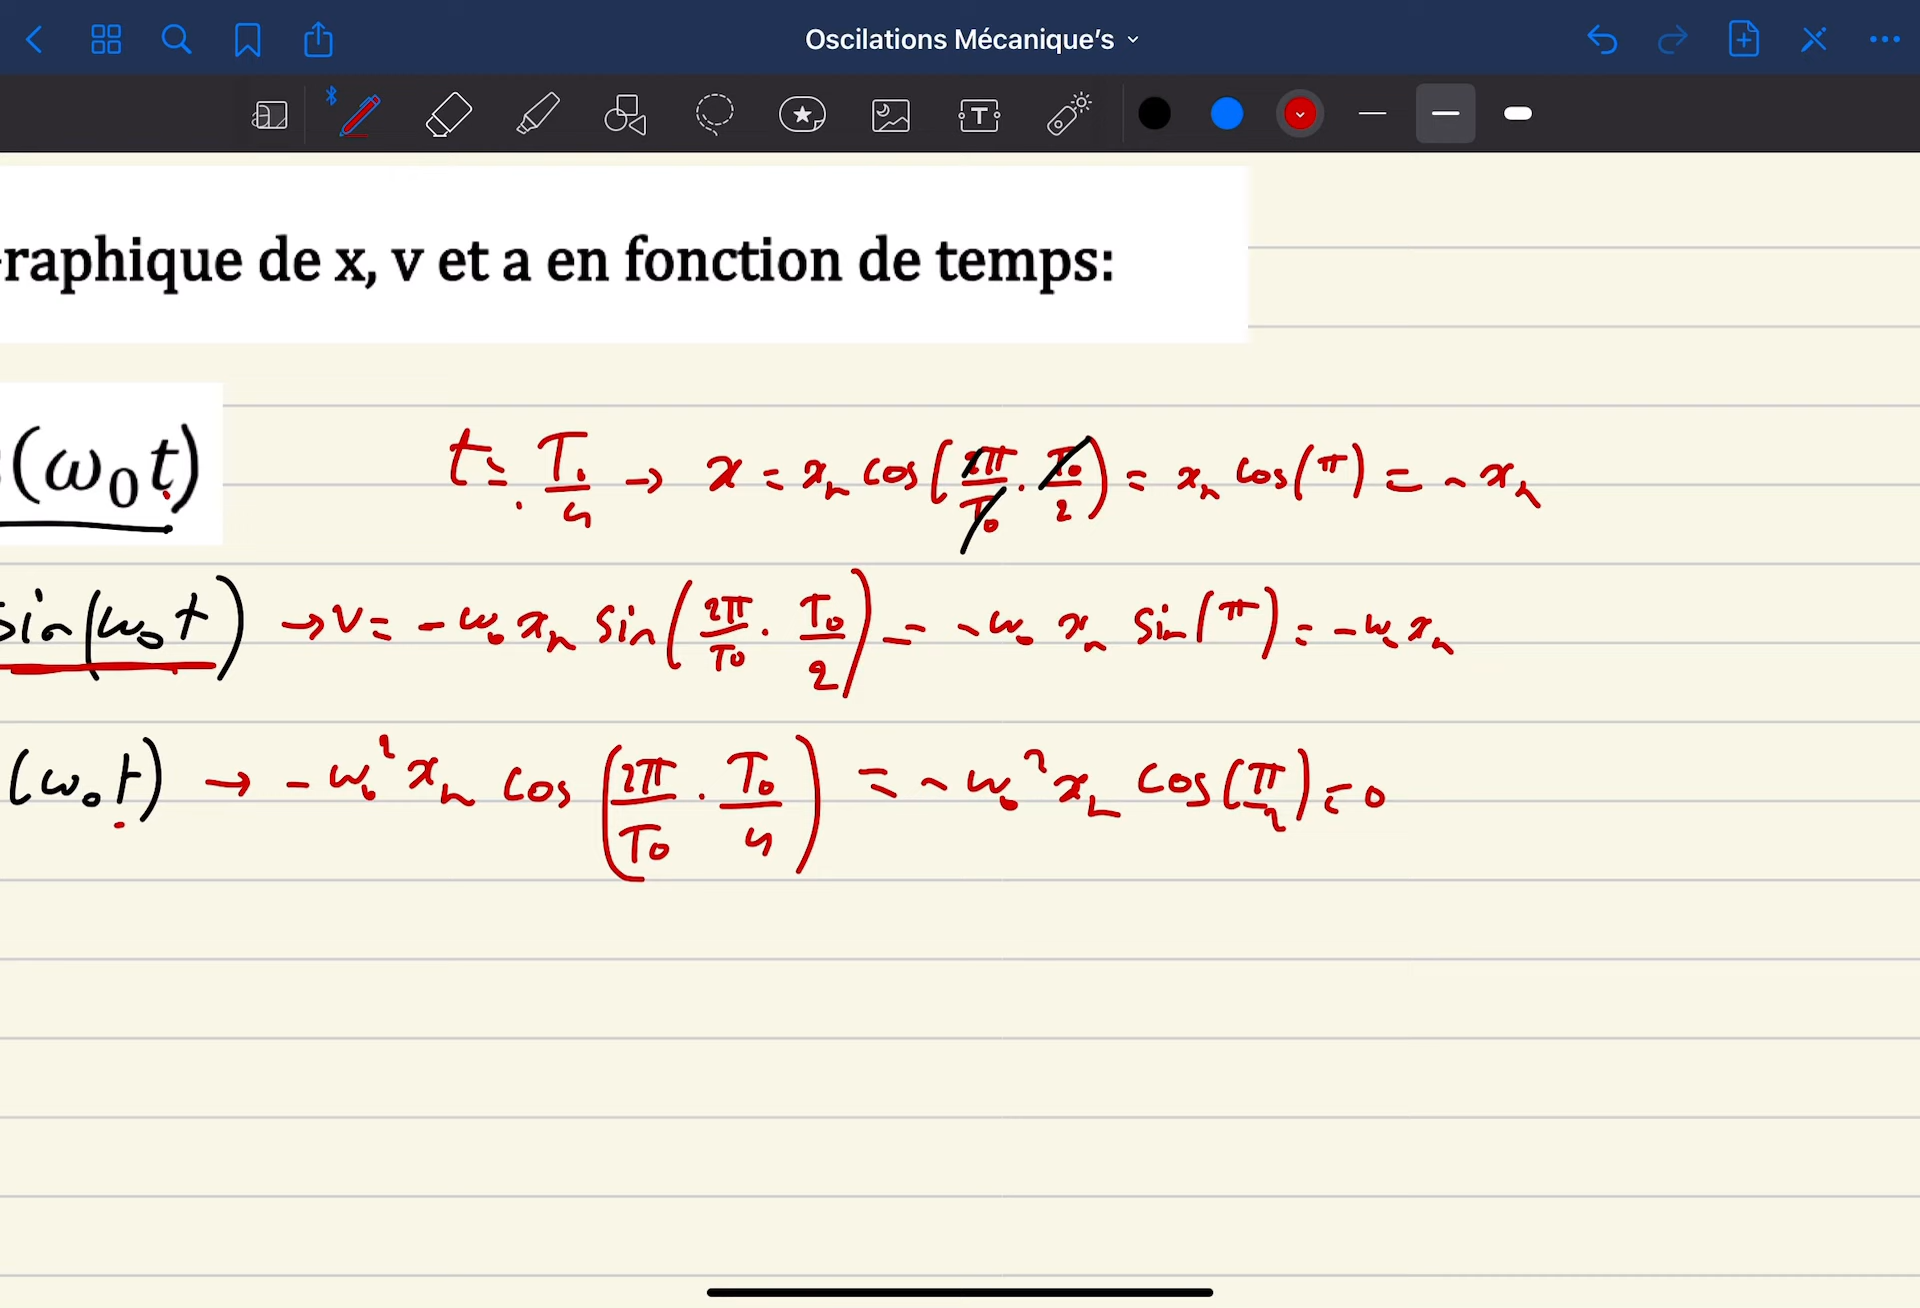 Oscilations Mécanique's
raphique de x, v et a en fonction de temps:
(ω₀t)
t = T₀/4 → x = xₘ cos(2π/T₀ · T₀/2) = xₘ cos(π) = - xₘ
sin(ω₀t) → v = - ω₀ xₘ sin(2π/T₀ · T₀/2) = - ω₀ xₘ sin(π) = - ω₀ xₘ
(ω₀t) → - ω₀² xₘ cos(2π/T₀ · T₀/4) = - ω₀² xₘ cos(π/2) = 0